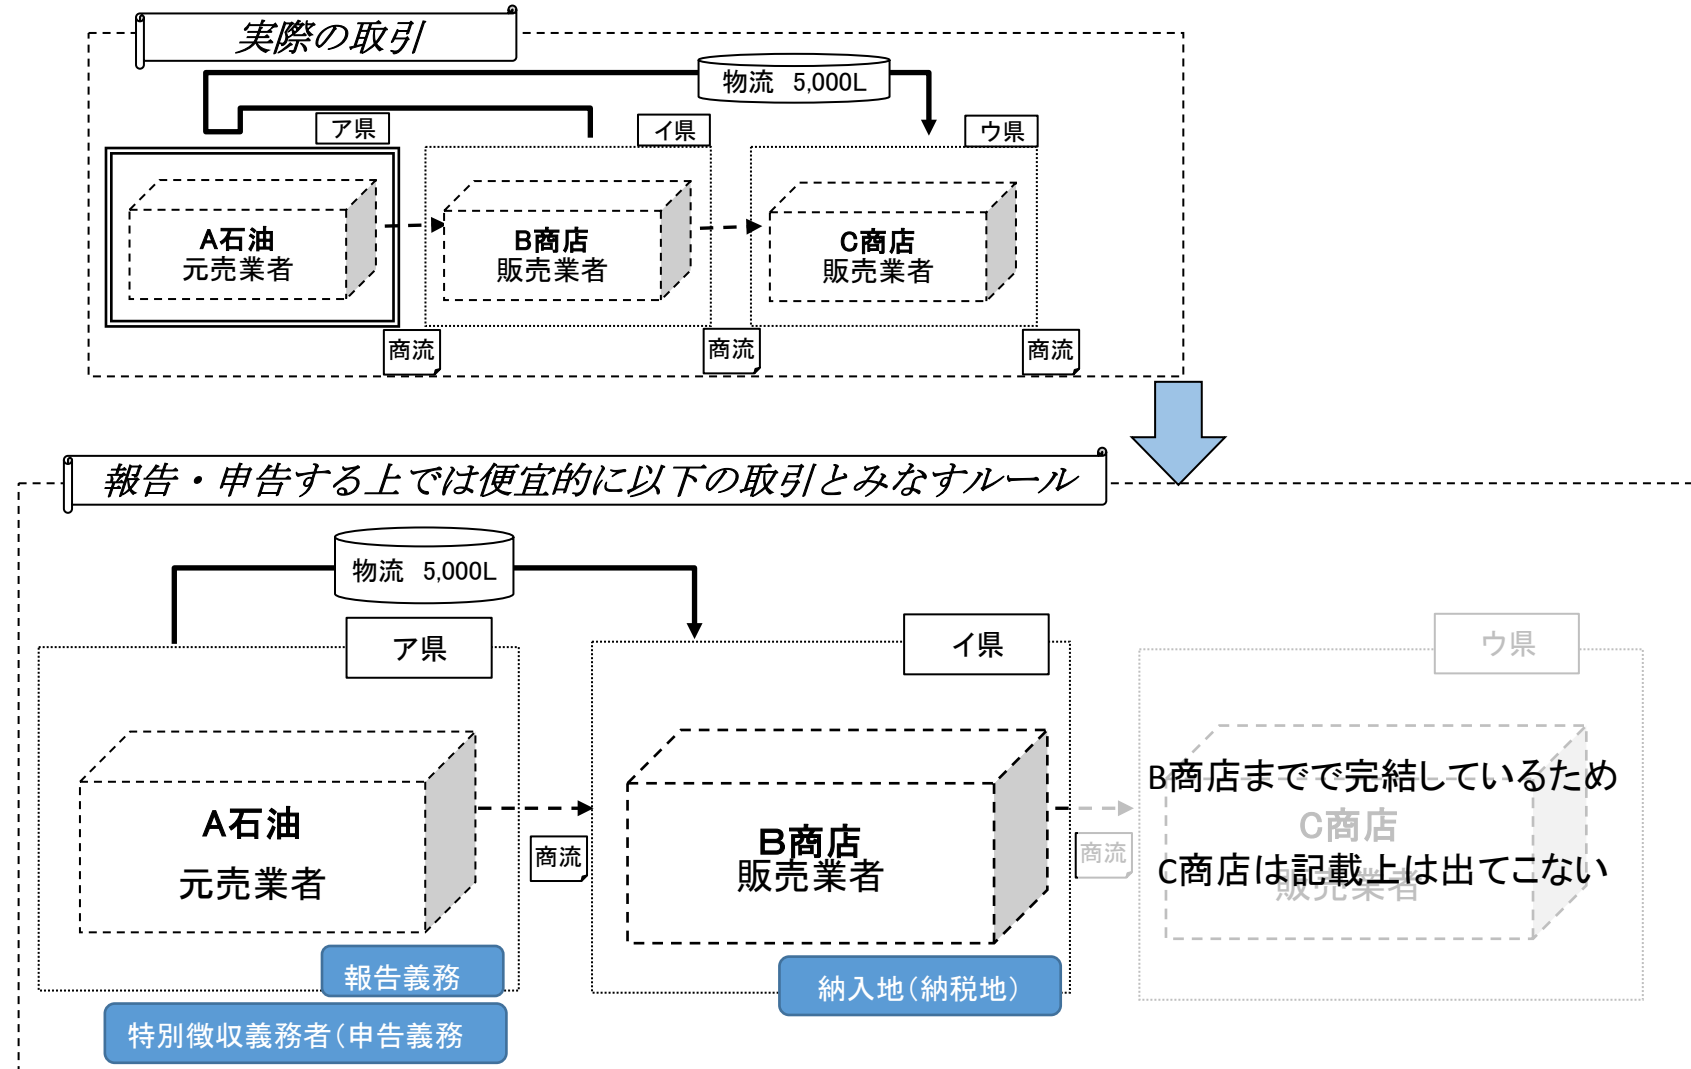 実際の取引
物流　5,000L
ア県
イ県
ウ県
A石油
元売業者
B商店
販売業者
C商店
販売業者
商流
商流
商流
報告・申告する上では便宜的に以下の取引とみなすルール
物流　5,000L
ア県
イ県
ウ県
A石油
元売業者
商流
B商店
販売業者
商流
B商店までで完結しているため
C商店
C商店は記載上は出てこない
販売業者
報告義務
納入地(納税地)
特別徴収義務者(申告義務